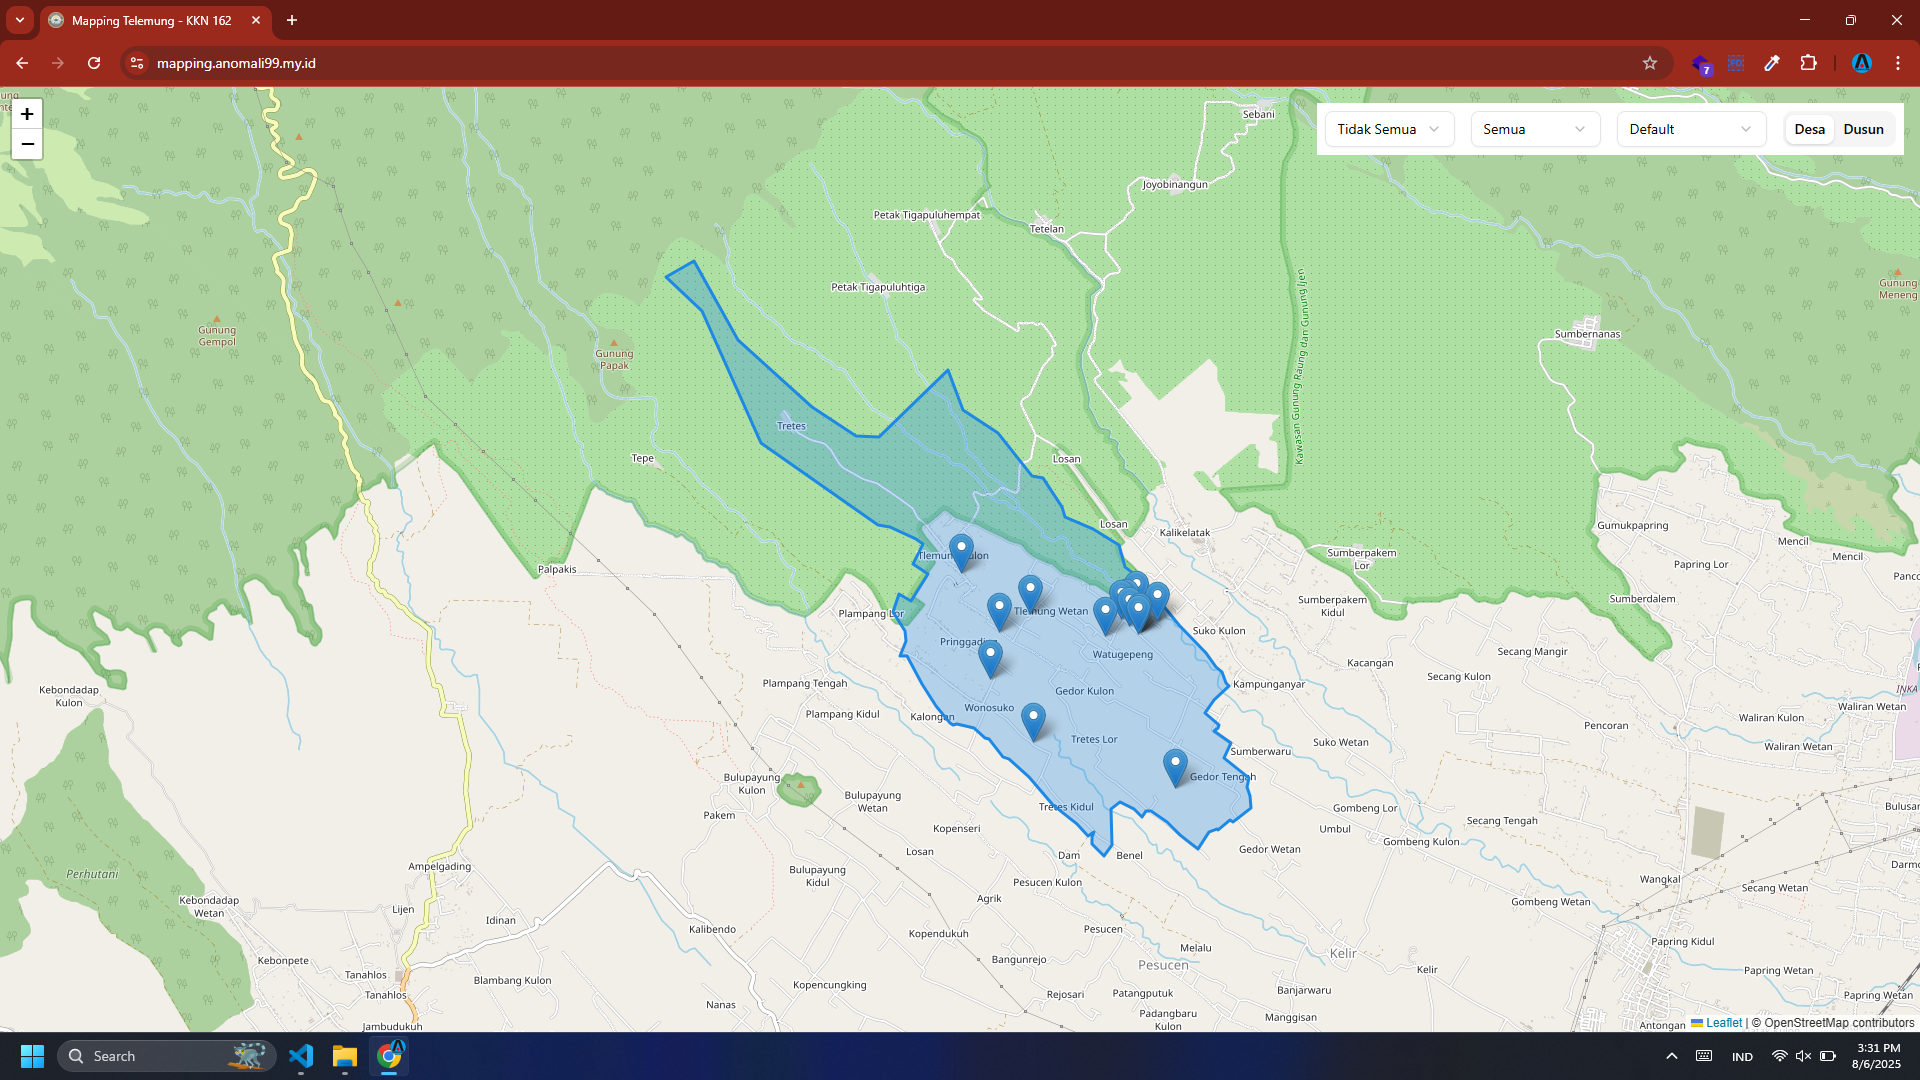 Mapping Telemung - KKN 162
mapping.anomali99.my.id
7
+
−
Tidak Semua
Semua
Default
Desa
Dusun
Sebani
Joyobinangun
Petak Tigapuluhempat
Tetelan
Petak Tigapuluhtiga
Kawasan Gunung Raung dan Gunung Ijen
Gunung
Meneng
Gunung
Gempol
Gunung
Papak
Sumbernanas
Tretes
Tepe
Losan
Losan
Kalikelatak
Gumukpapring
Mencil
Mencil
Palpakis
Sumberpakem
Lor
Papring Lor
Sumberpakem
Kidul
Sumberdalem
Plampang Lor
Tlemung Wetan
Suko Kulon
Watugepeng
Secang Mangir
Kacangan
Secang Kulon
Plampang Tengah
Kampunganyar
Kebondadap
Kulon
Gedor Kulon
INKA
Wonosuko
Waliran Wetan
Plampang Kidul
Kalongan
Waliran Kulon
Pencoran
Tretes Lor
Suko Wetan
Waliran Wetan
Sumberwaru
Gedor Tengah
Bulupayung
Kulon
Bulupayung
Wetan
Tretes Kidul
Gombeng Lor
Pakem
Secang Tengah
Kopenseri
Umbul
Gombeng Kulon
Losan
Dam
Benel
Gedor Wetan
Ampelgading
Perhutani
Bulupayung
Kidul
Pesucen Kulon
Wangkal
Secang Wetan
Kebondadap
Wetan
Agrik
Gombeng Wetan
Lijen
Idinan
Kalibendo
Kopendukuh
Pesucen
Melalu
Kelir
Papring Kidul
Kebonpete
Bangunrejo
Pesucen
Kelir
Tanahlos
Blambang Kulon
Kopencungking
Papring Wetan
Tanahlos
Rejosari
Patangputuk
Banjarwaru
Papring Wetan
Nanas
Padangbaru
Kulon
Manggisan
Jambudukuh
Antongan
Leaflet | © OpenStreetMap contributors
Search
IND
3:31 PM
8/6/2025